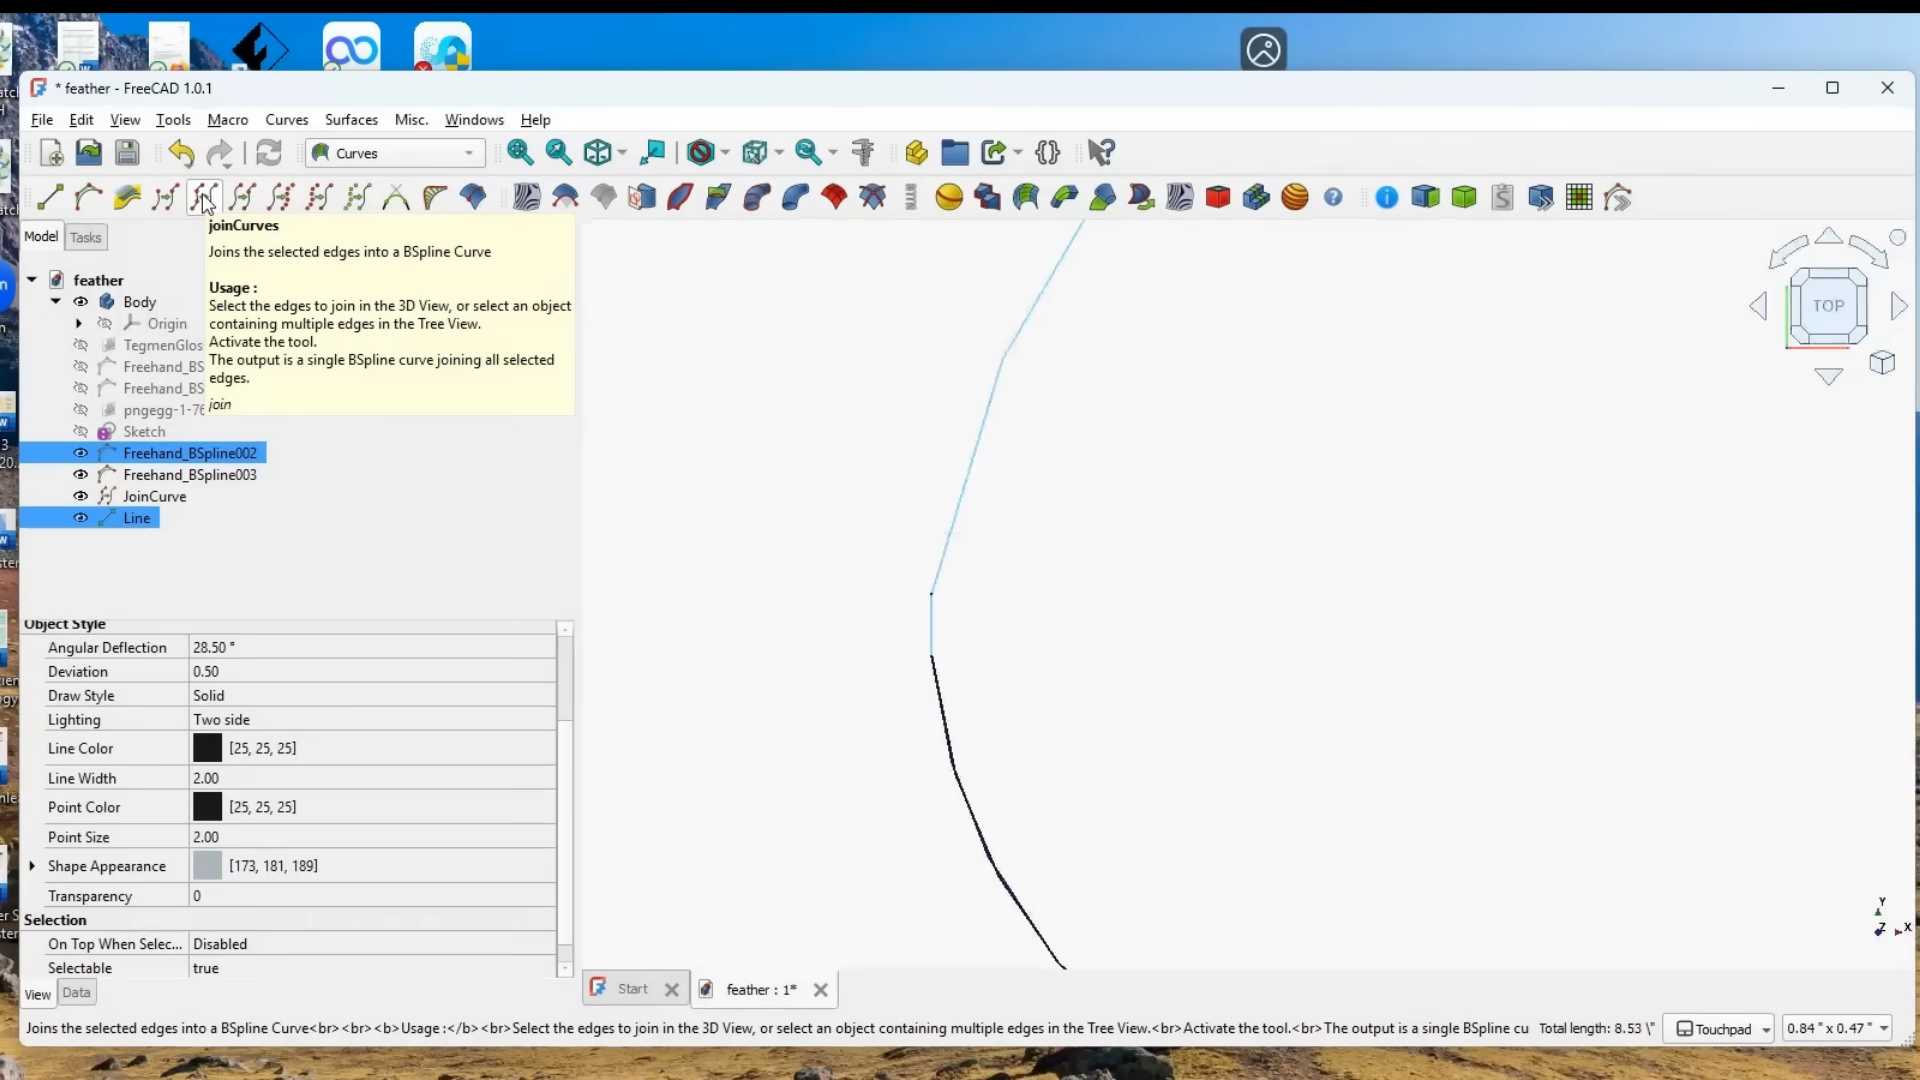 * feather - FreeCAD 1.0.1
File Edit View Tools Macro Curves Surfaces Misc. Windows Help
Curves
Model Tasks
joinCurves
Joins the selected edges into a BSpline Curve
Usage :
Select the edges to join in the 3D View, or select an object
containing multiple edges in the Tree View.
Activate the tool.
The output is a single BSpline curve joining all selected
edges.
join
feather
Body
Origin
TegmenGlos
Freehand_BS
Freehand_BS
pngegg-1-76
Sketch
Freehand_BSpline002
Freehand_BSpline003
JoinCurve
Line
TOP
Object Style
Angular Deflection 28.50 °
Deviation 0.50
Draw Style Solid
Lighting Two side
Line Color [25, 25, 25]
Line Width 2.00
Point Color [25, 25, 25]
Point Size 2.00
Shape Appearance [173, 181, 189]
Transparency 0
Selection
On Top When Selec... Disabled
Selectable true
View Data
Y
Z X
Start feather : 1*
Joins the selected edges into a BSpline Curve<br><br><b>Usage :</b><br>Select the edges to join in the 3D View, or select an object containing multiple edges in the Tree View.<br>Activate the tool.<br>The output is a single BSpline cu Total length: 8.53 \" Touchpad 0.84 " x 0.47 "